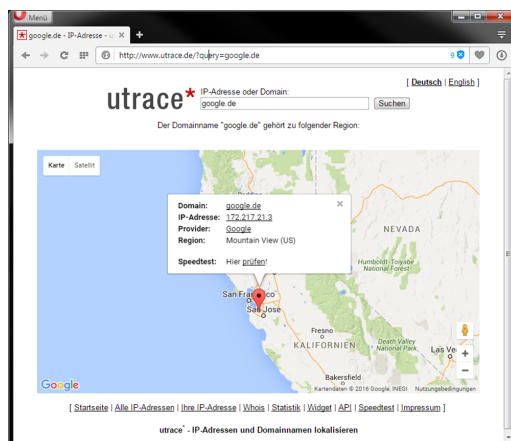 Menü
google.de - IP-Adresse - u
http://www.utrace.de/?query=google.de
9
[ Deutsch | English ]
utrace*
IP-Adresse oder Domain:
google.de
Suchen
Der Domainname "google.de" gehört zu folgender Region:
Karte Satellit
Domain: google.de
IP-Adresse: 172.217.21.3
Provider: Google
Region: Mountain View (US)
Speedtest: Hier prüfen!
NEVADA
Humboldt-Toiyabe
National Forest
San Francisco
San Jose
Fresno
KALIFORNIEN
Death Valley
National Park
Las Ve
Bakersfield
Google
Kartendaten © 2016 Google, INEGI Nutzungsbedingungen
[ Startseite | Alle IP-Adressen | Ihre IP-Adresse | Whois | Statistik | Widget | API | Speedtest | Impressum ]
utrace* - IP-Adressen und Domainnamen lokalisieren